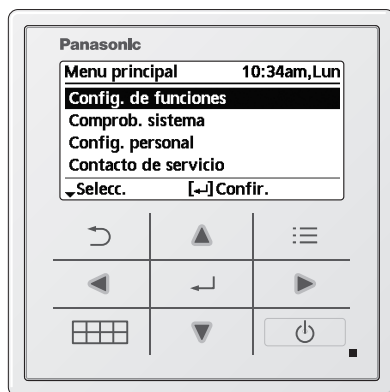 Panasonic
Menu principal 10:34am,Lun
Config. de funciones
Comprob. sistema
Config. personal
Contacto de servicio
Selecc. [↵]Confir.